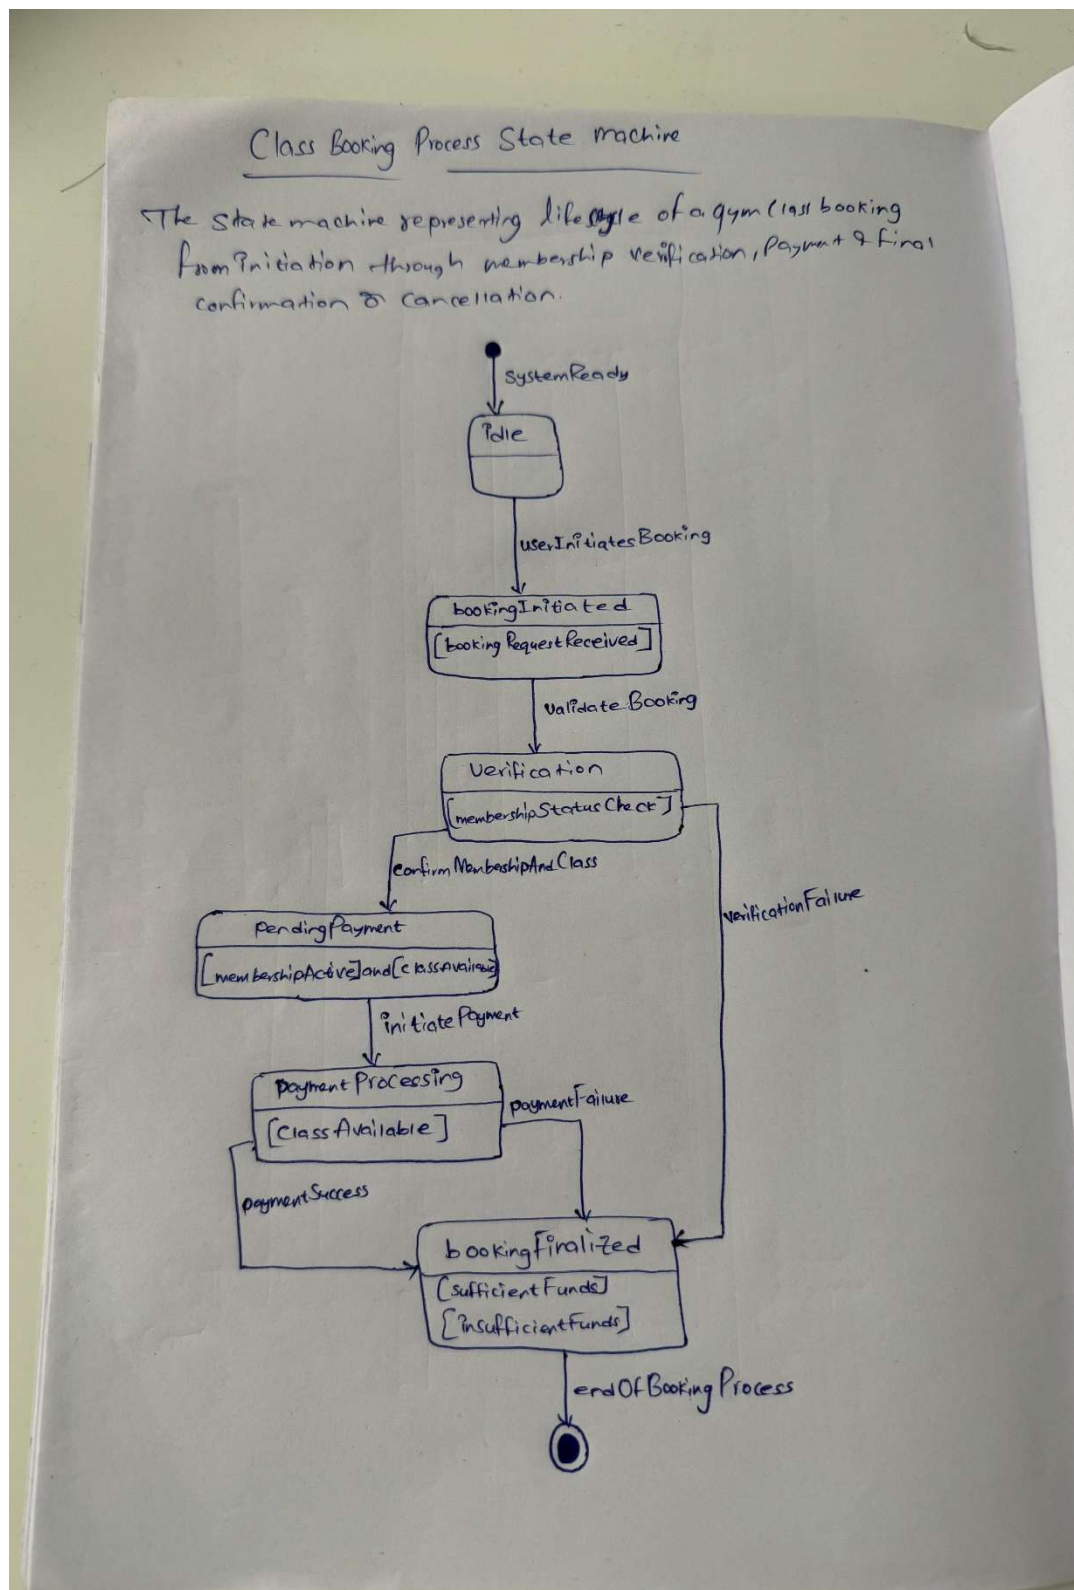 Class Booking Process State machine
The State machine representing lifecycle of a gym class booking
from initiation through membership verification, Payment & final
confirmation or cancellation.
systemReady
idle
userInitiatesBooking
bookingInitiated
[bookingRequestReceived]
validateBooking
Verification
[membershipStatusCheck]
confirmMembershipAndClass
verificationFailure
pendingPayment
[membershipActive]and[classAvailable]
initiatePayment
paymentProcessing
[ClassAvailable]
paymentFailure
paymentSuccess
bookingFinalized
[sufficientFunds]
[insufficientFunds]
endOfBookingProcess